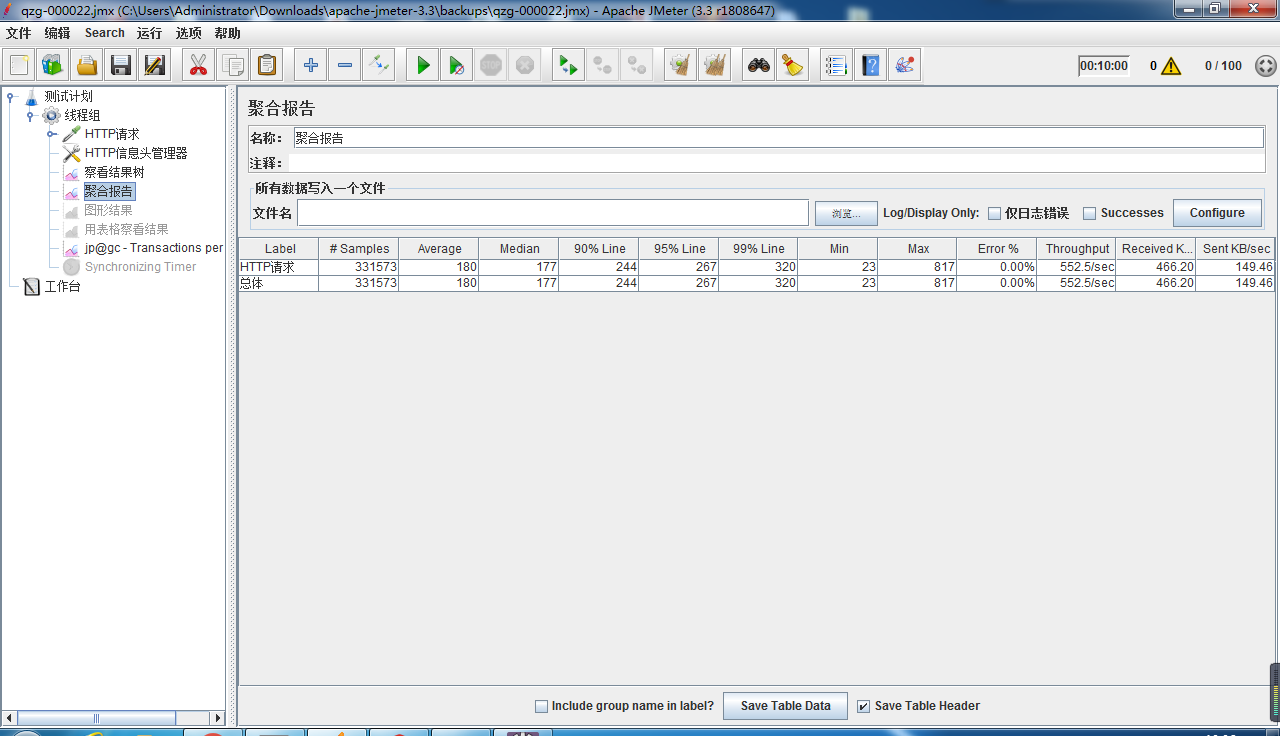 qzg-000022.jmx (C:\Users\Administrator\Downloads\apache-jmeter-3.3\backups\qzg-000022.jmx) - Apache JMeter (3.3 r1808647)
文件 编辑 Search 运行 选项 帮助
STOP 00:10:00 0 0 / 100
测试计划
线程组
HTTP请求
HTTP信息头管理器
察看结果树
聚合报告
图形结果
用表格察看结果
jp@gc - Transactions per
Synchronizing Timer
工作台
聚合报告
名称: 聚合报告
注释:
所有数据写入一个文件
文件名 浏览... Log/Display Only: 仅日志错误 Successes Configure
Label # Samples Average Median 90% Line 95% Line 99% Line Min Max Error % Throughput Received K... Sent KB/sec
HTTP请求 331573 180 177 244 267 320 23 817 0.00% 552.5/sec 466.20 149.46
总体 331573 180 177 244 267 320 23 817 0.00% 552.5/sec 466.20 149.46
Include group name in label? Save Table Data Save Table Header